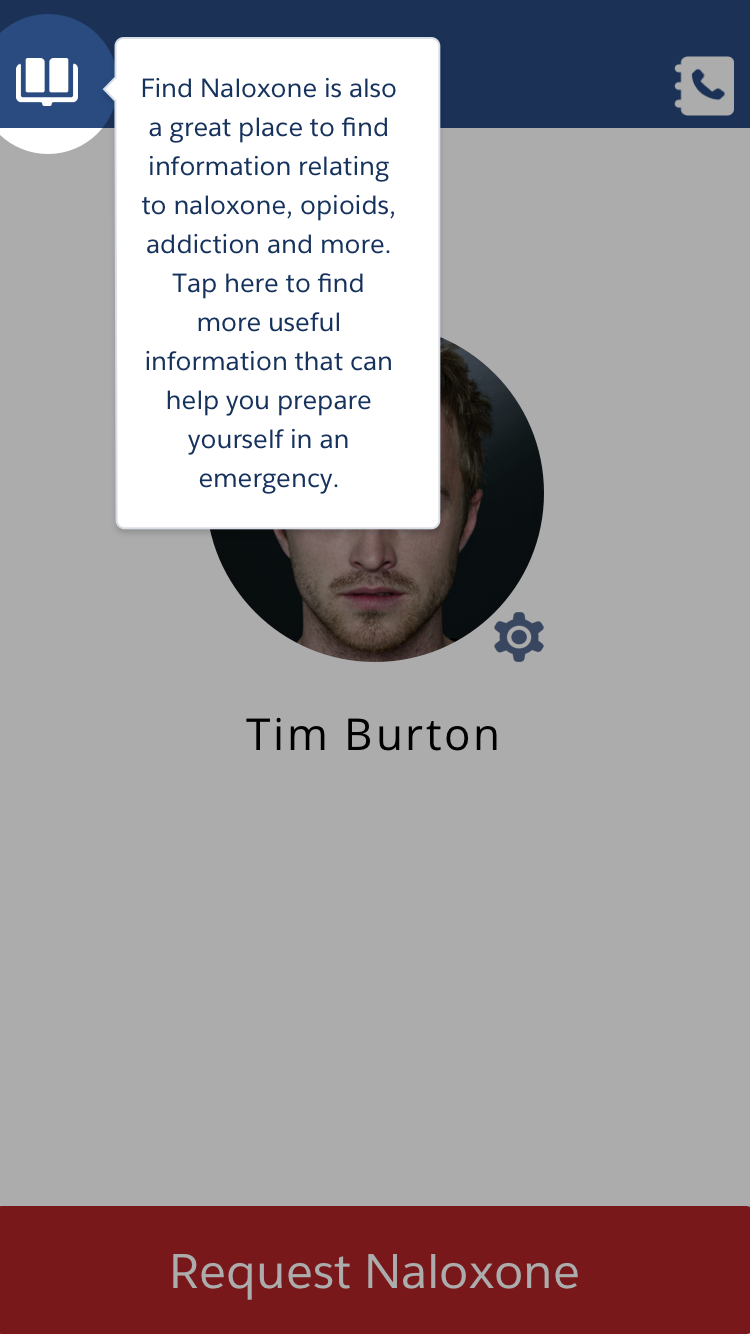 Find Naloxone is also
a great place to find
information relating
to naloxone, opioids,
addiction and more.
Tap here to find
more useful
information that can
help you prepare
yourself in an
emergency.
Tim Burton
Request Naloxone